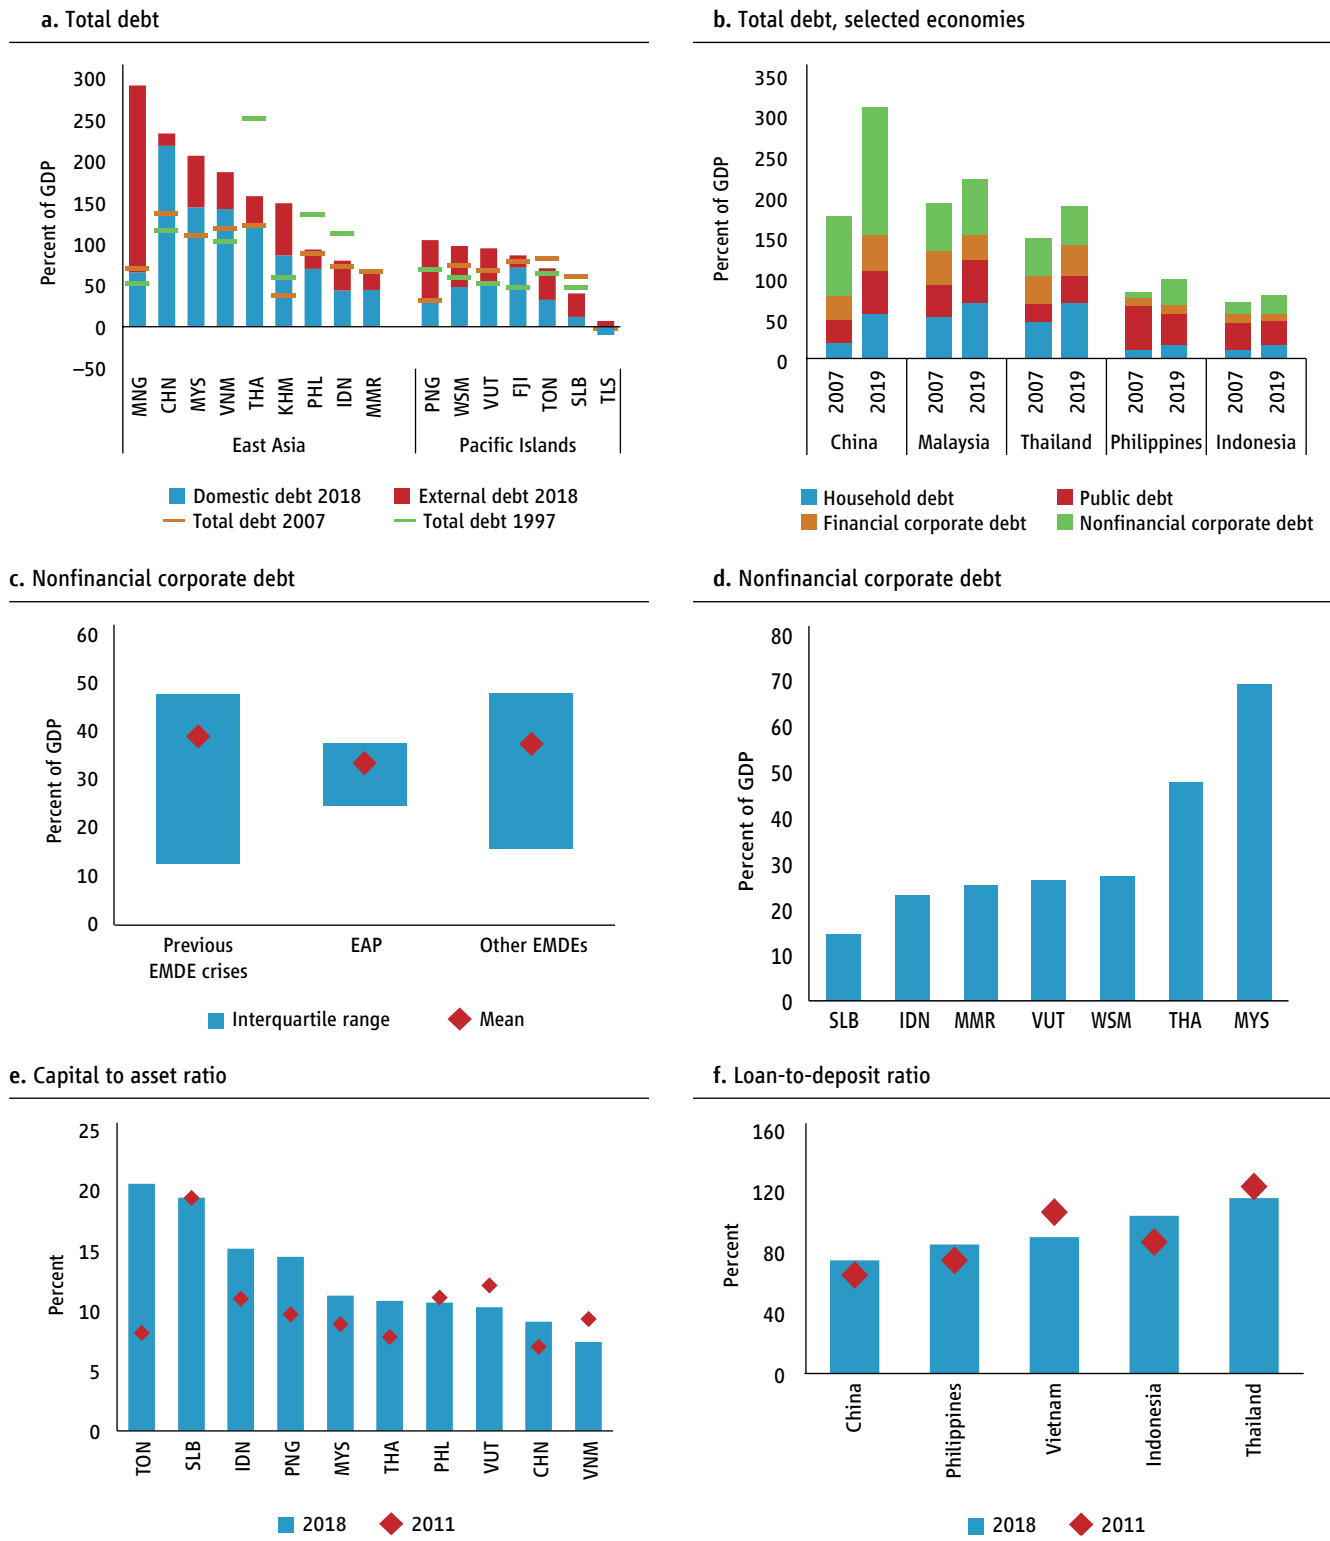 a. Total debt
Percent of GDP
300
250
200
150
100
50
0
–50
MNG CHN MYS VNM THA KHM PHL IDN MMR PNG WSM VUT FJI TON SLB TLS
East Asia Pacific Islands
Domestic debt 2018 External debt 2018
Total debt 2007 Total debt 1997
b. Total debt, selected economies
Percent of GDP
350
300
250
200
150
100
50
0
2007 2019 2007 2019 2007 2019 2007 2019 2007 2019
China Malaysia Thailand Philippines Indonesia
Household debt Public debt
Financial corporate debt Nonfinancial corporate debt
c. Nonfinancial corporate debt
Percent of GDP
60
50
40
30
20
10
0
Previous EAP Other EMDEs
EMDE crises
Interquartile range Mean
d. Nonfinancial corporate debt
Percent of GDP
80
70
60
50
40
30
20
10
0
SLB IDN MMR VUT WSM THA MYS
e. Capital to asset ratio
Percent
25
20
15
10
5
0
TON SLB IDN PNG MYS THA PHL VUT CHN VNM
2018 2011
f. Loan-to-deposit ratio
Percent
160
120
80
40
0
China Philippines Vietnam Indonesia Thailand
2018 2011